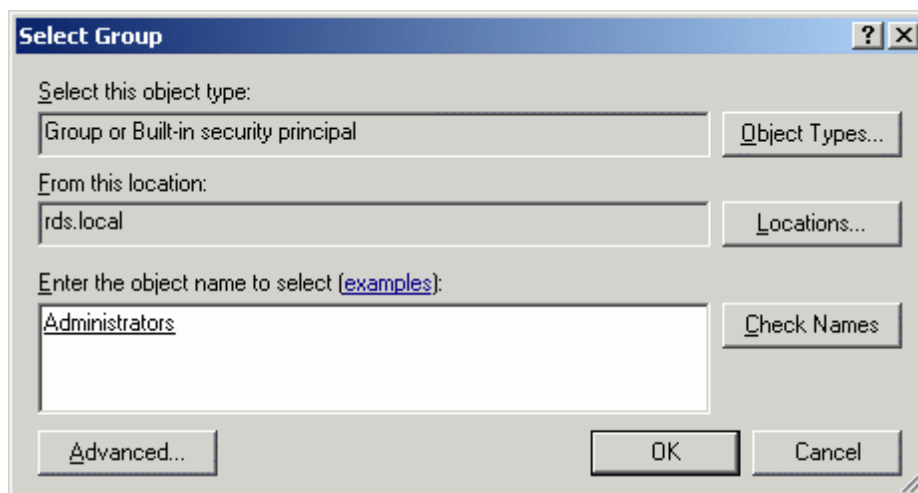 Select Group
Select this object type:
Group or Built-in security principal
Object Types...
From this location:
rds.local
Locations...
Enter the object name to select (examples):
Administrators
Check Names
Advanced...
OK
Cancel